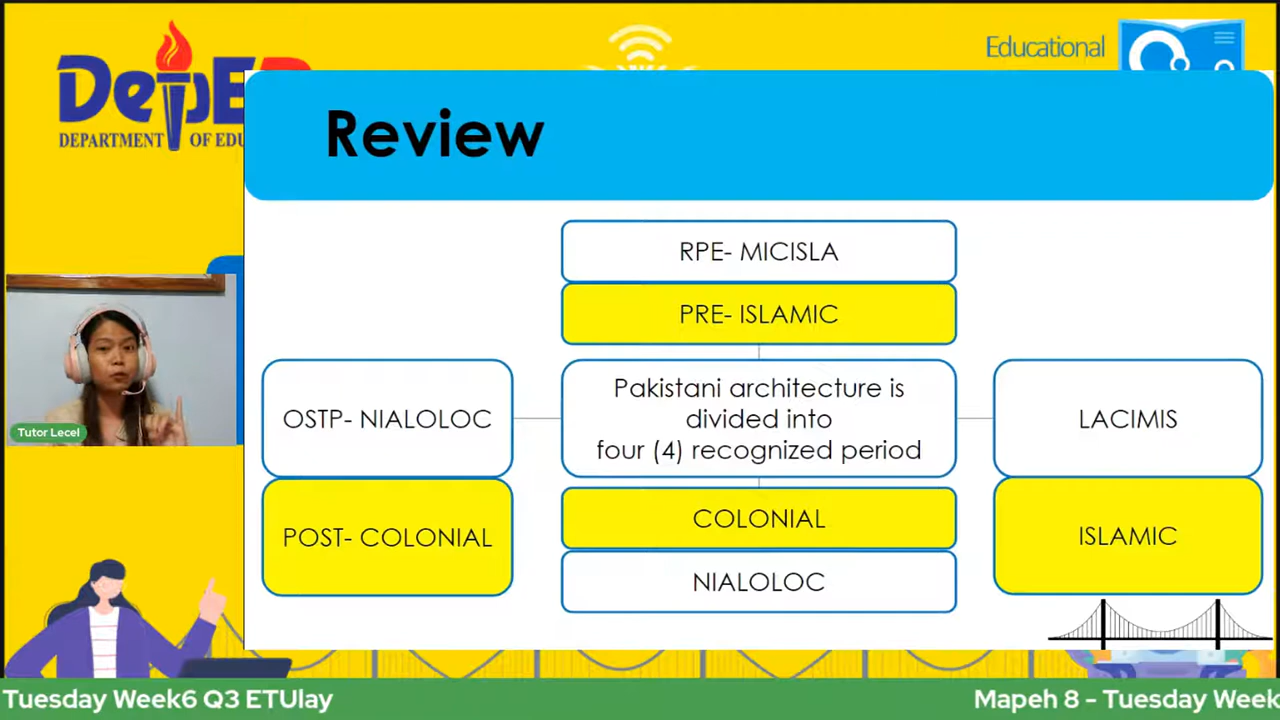 DepED
DEPARTMENT OF EDU
Educational
Review
RPE- MICISLA
PRE- ISLAMIC
OSTP- NIALOLOC
Pakistani architecture is
divided into
four (4) recognized period
LACIMIS
POST- COLONIAL
COLONIAL
ISLAMIC
NIALOLOC
Tutor Lecel
Tuesday Week6 Q3 ETUlay
Mapeh 8 - Tuesday Week